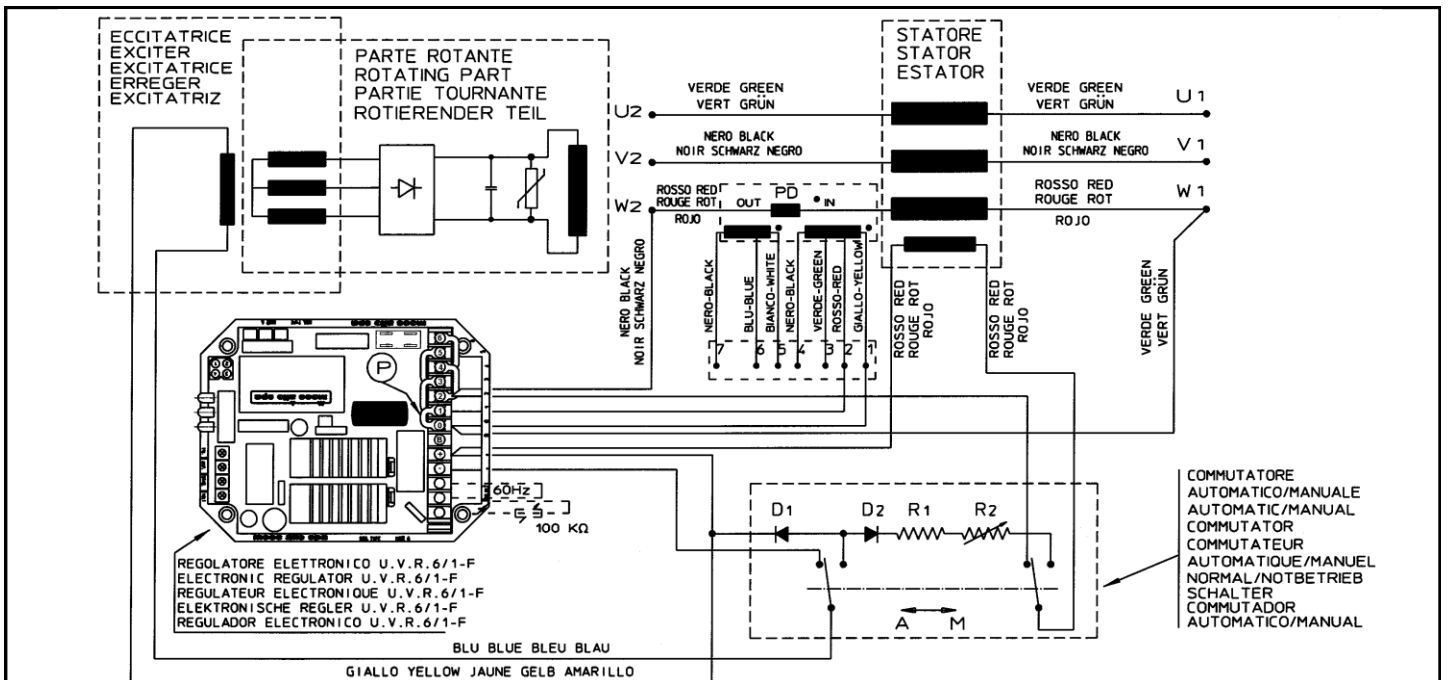 ECCITATRICE
EXCITER
EXCITATRICE
ERREGER
EXCITATRIZ
PARTE ROTANTE
ROTATING PART
PARTIE TOURNANTE
ROTIERENDER TEIL
STATORE
STATOR
ESTATOR
U2
VERDE GREEN
VERT GRÜN
VERDE GREEN
VERT GRÜN
U1
V2
NERO BLACK
NOIR SCHWARZ NEGRO
NERO BLACK
NOIR SCHWARZ NEGRO
V1
W2
ROSSO RED
ROUGE ROT
ROJO
OUT
PD
IN
ROSSO RED
ROUGE ROT
ROJO
W1
NERO BLACK
NOIR SCHWARZ NEGRO
NERO-BLACK
BLU-BLUE
BIANCO-WHITE
NERO-BLACK
VERDE-GREEN
ROSSO-RED
GIALLO-YELLOW
7 6 5 4 3 2 1
ROSSO RED
ROUGE ROT
ROJO
ROSSO RED
ROUGE ROT
ROJO
VERDE GREEN
VERT GRÜN
P
60Hz
100 KΩ
REGOLATORE ELETTRONICO U.V.R.6/1-F
ELECTRONIC REGULATOR U.V.R.6/1-F
REGULATEUR ELECTRONIQUE U.V.R.6/1-F
ELEKTRONISCHE REGLER U.V.R.6/1-F
REGULADOR ELECTRONICO U.V.R.6/1-F
D1
D2
R1
R2
A
M
COMMUTATORE
AUTOMATICO/MANUALE
AUTOMATIC/MANUAL
COMMUTATOR
COMMUTATEUR
AUTOMATIQUE/MANUEL
NORMAL/NOTBETRIEB
SCHALTER
COMMUTADOR
AUTOMATICO/MANUAL
BLU BLUE BLEU BLAU
GIALLO YELLOW JAUNE GELB AMARILLO